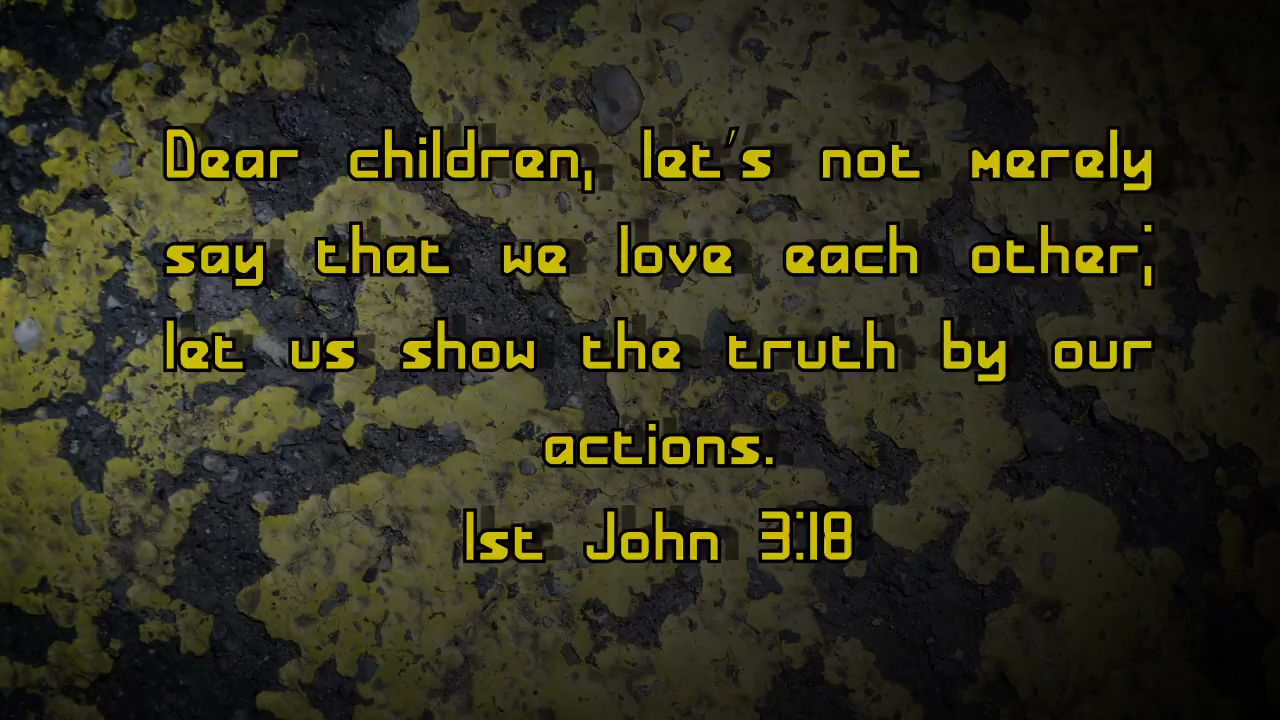 Dear children, let's not merely
say that we love each other;
let us show the truth by our
actions.
1st John 3:18